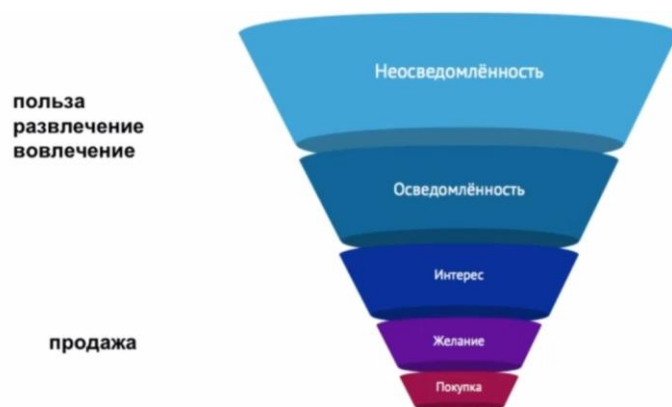 Неосведомлённость
польза
развлечение
вовлечение
Осведомлённость
Интерес
продажа
Желание
Покупка